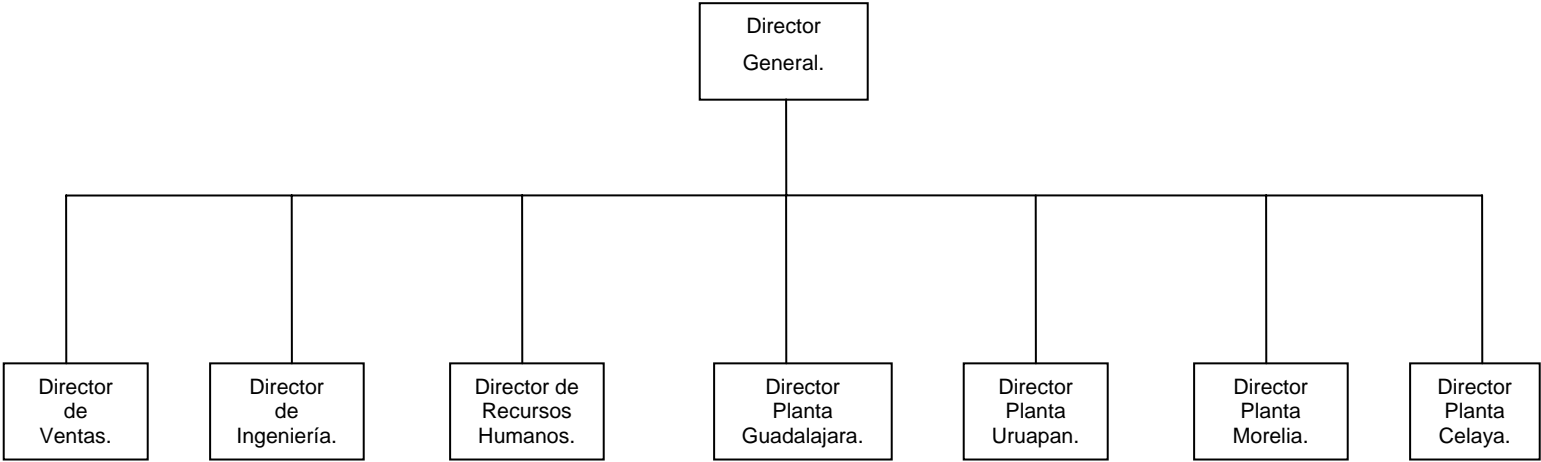 Director
General.
Director
de
Ventas.
Director
de
Ingeniería.
Director de
Recursos
Humanos.
Director
Planta
Guadalajara.
Director
Planta
Uruapan.
Director
Planta
Morelia.
Director
Planta
Celaya.